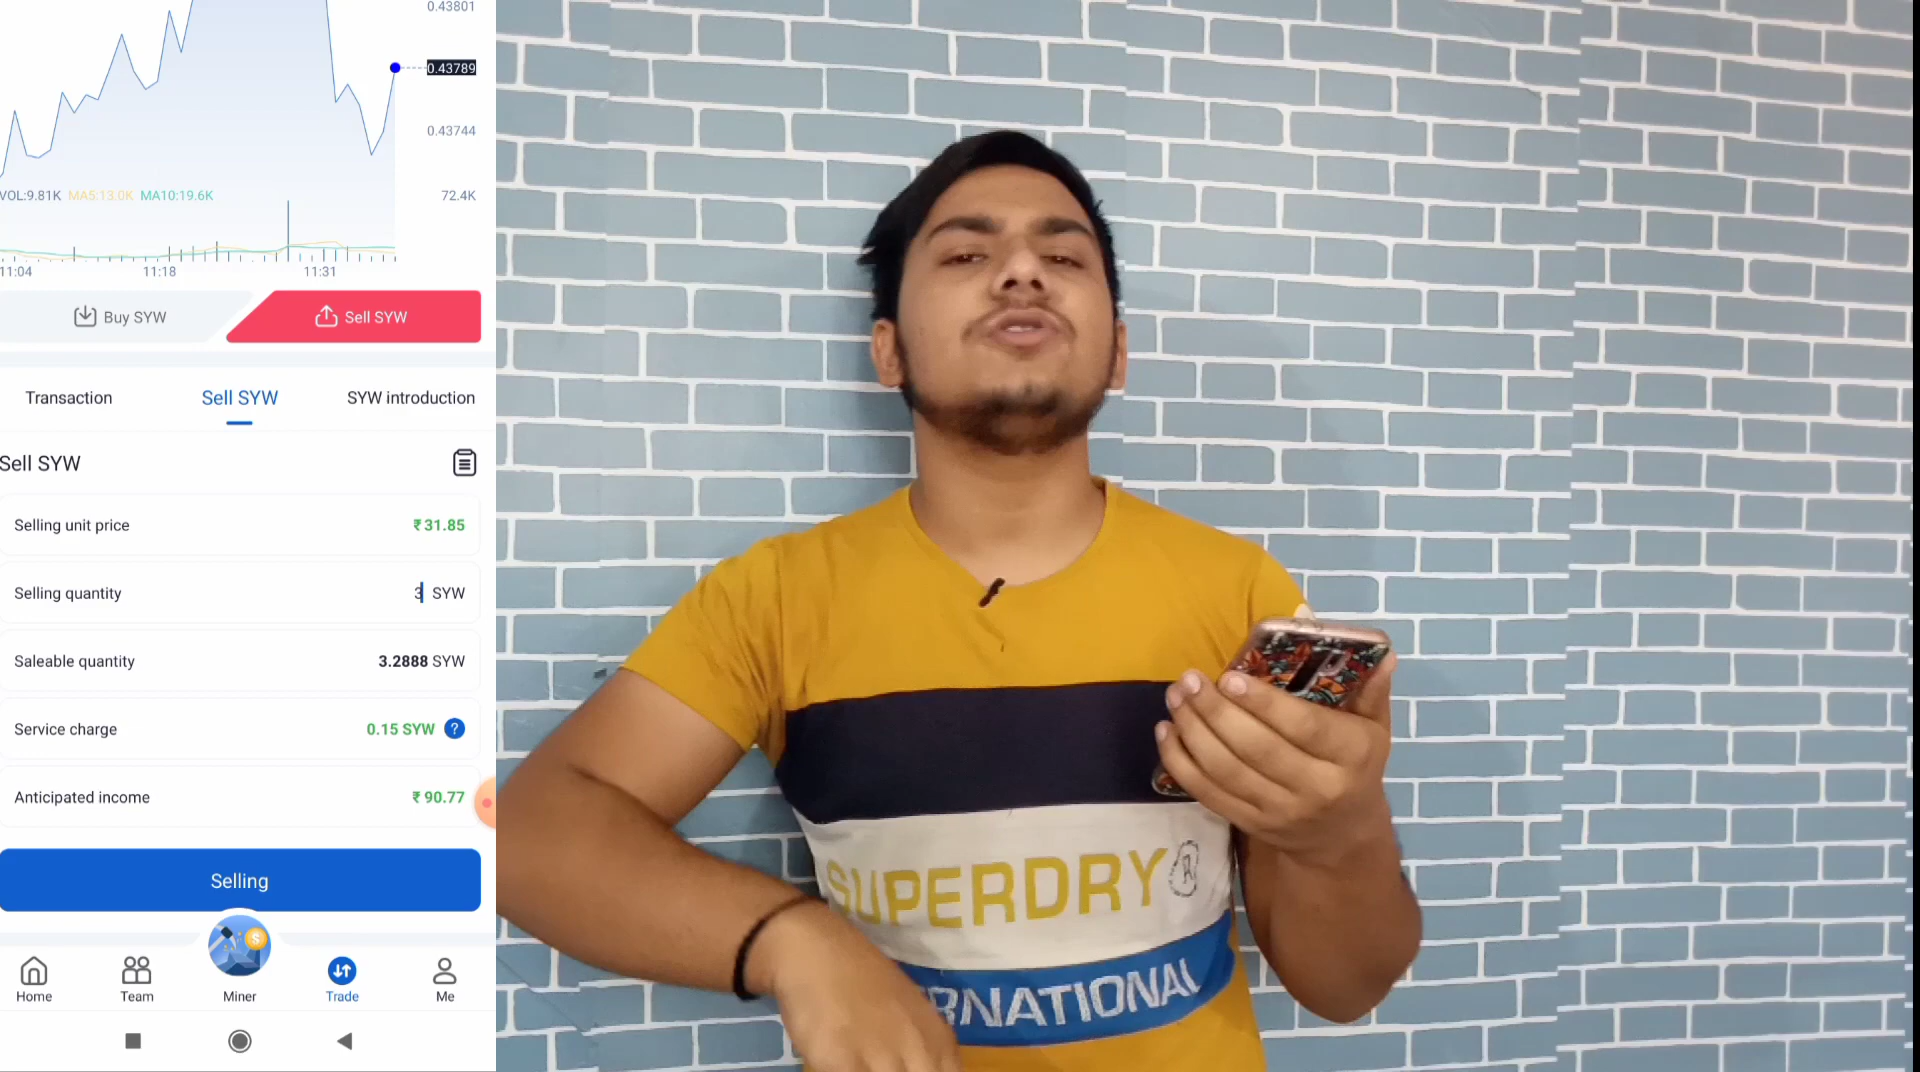 0.43801
0.43789
0.43744
VOL:9.81K MA5:13.0K MA10:19.6K 72.4K
11:04 11:18 11:31
Buy SYW Sell SYW
Transaction Sell SYW SYW introduction
Sell SYW
Selling unit price ₹31.85
Selling quantity 3 SYW
Saleable quantity 3.2888 SYW
Service charge 0.15 SYW ?
Anticipated income ₹90.77
Selling
Home Team Miner Trade Me
SUPERDRY®
RNATIONAL